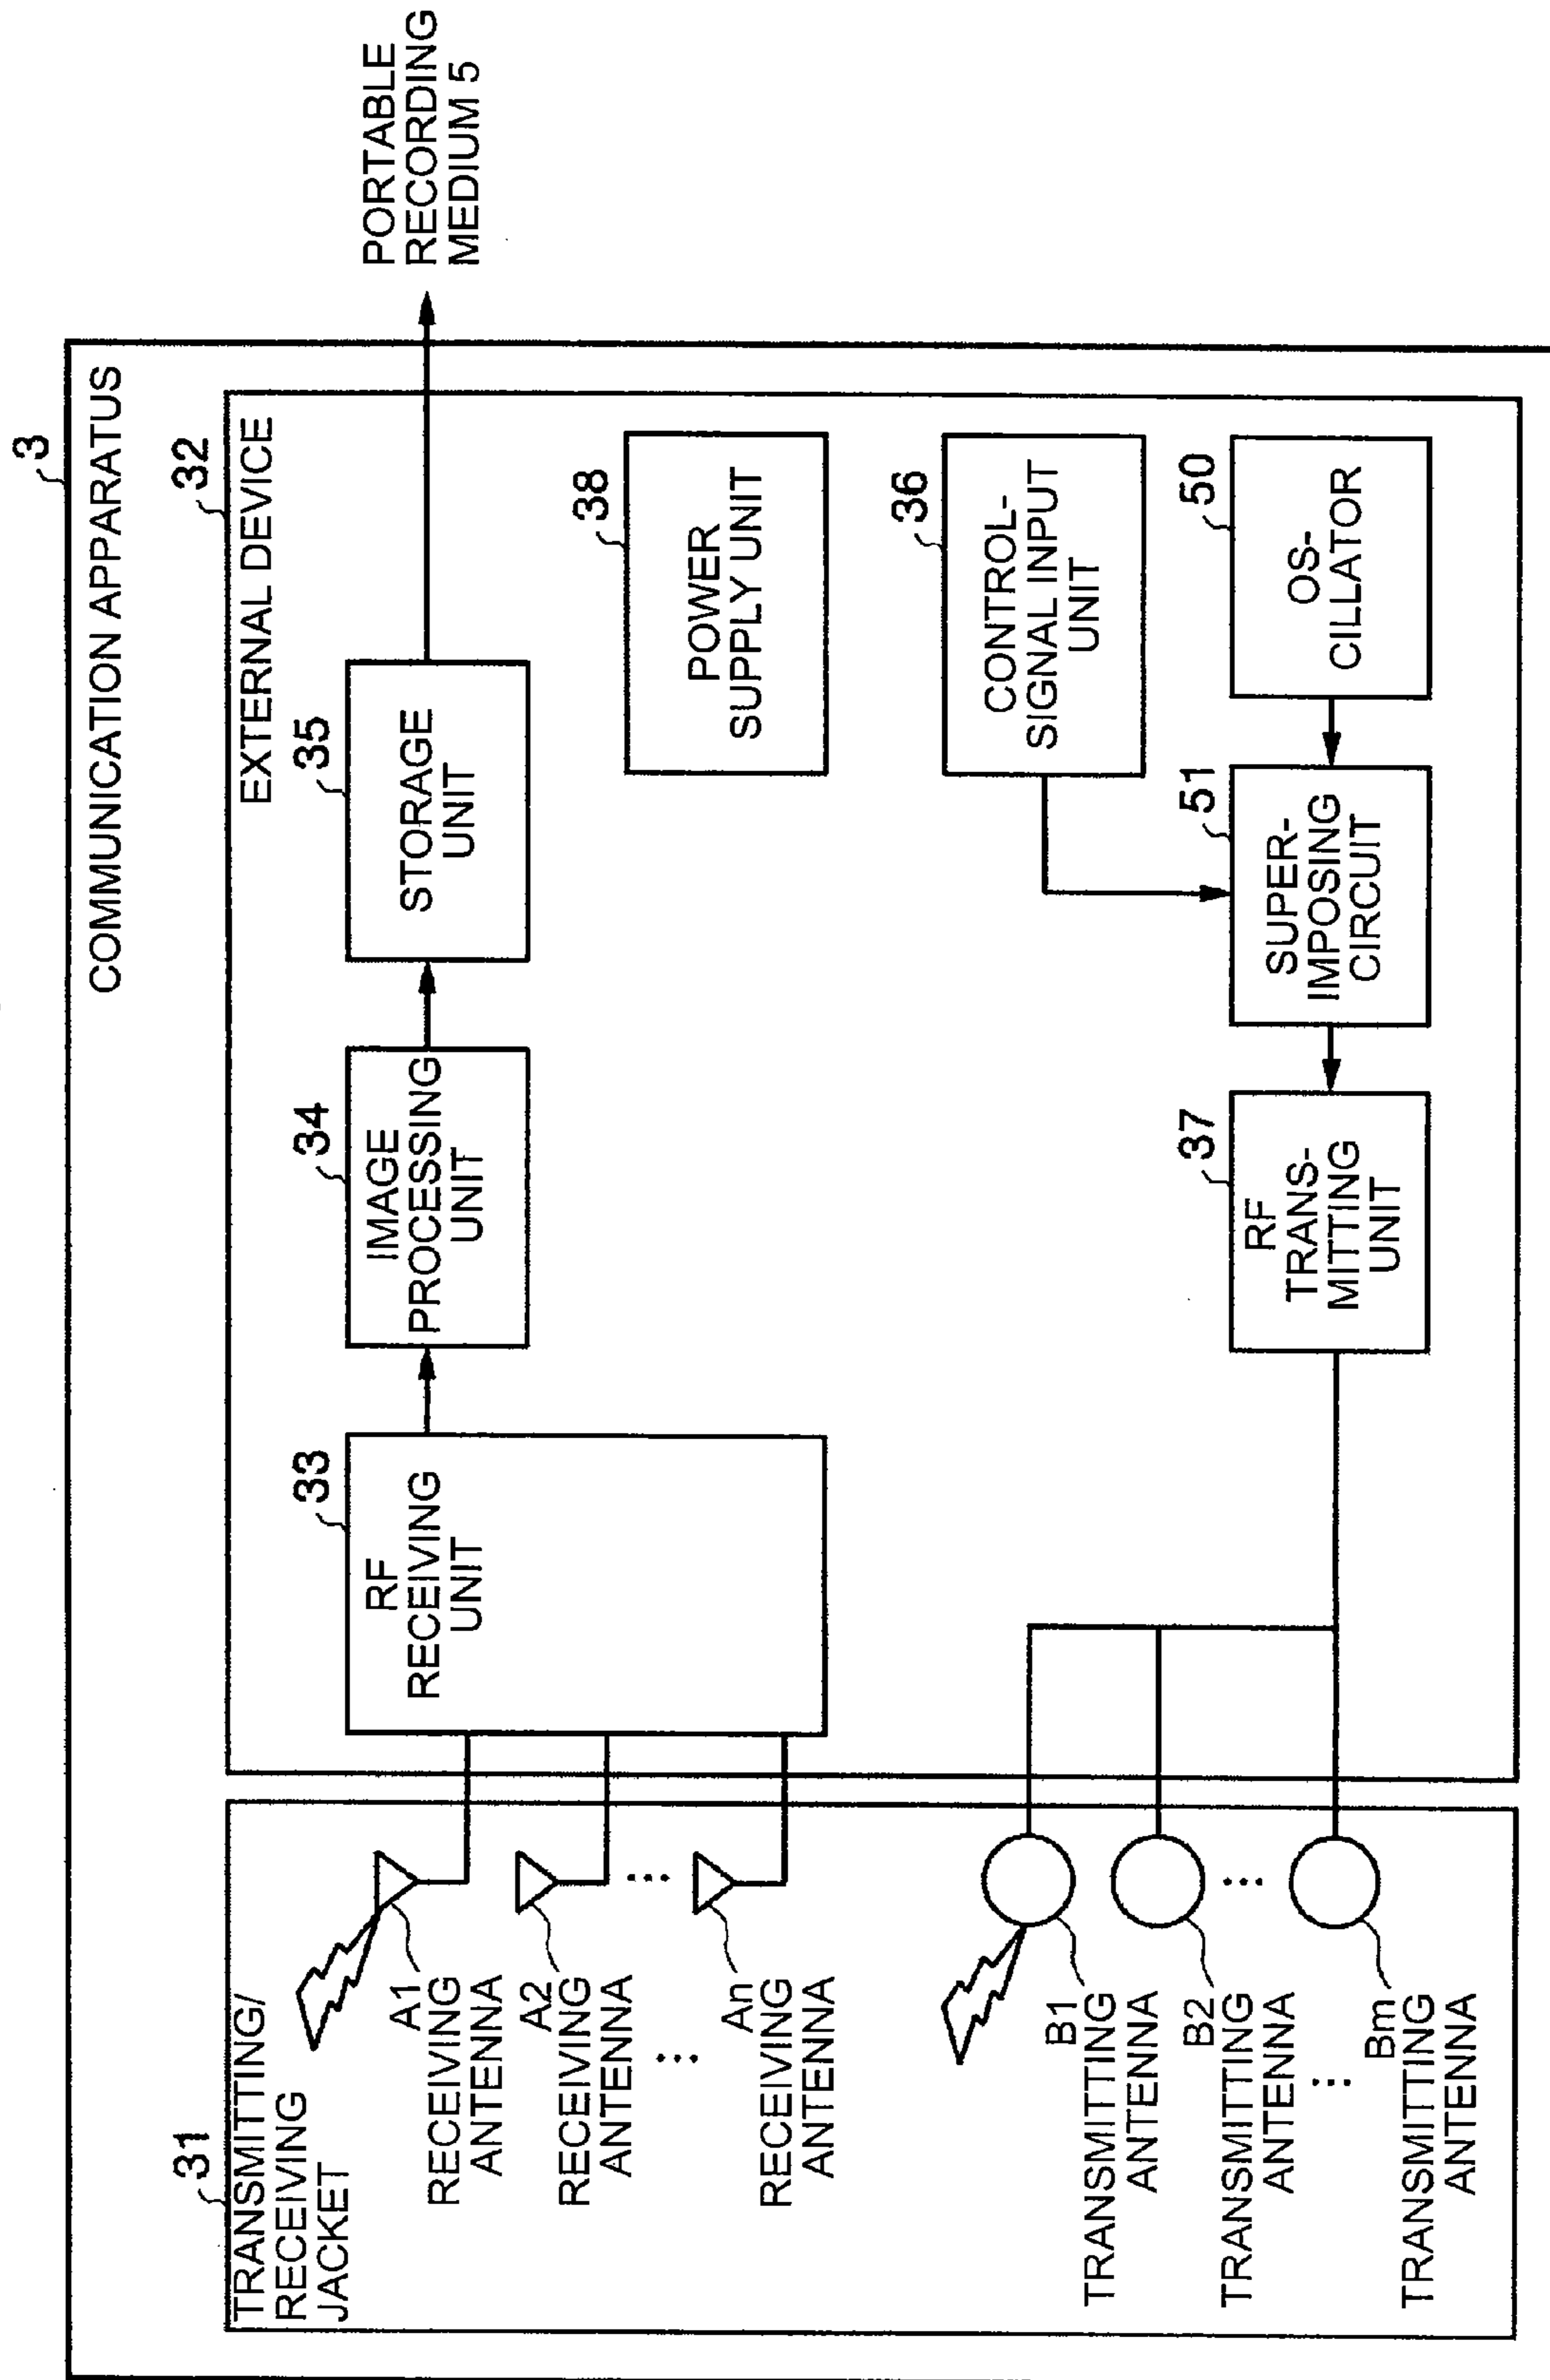 3
COMMUNICATION APPARATUS
31
TRANSMITTING/
RECEIVING
JACKET
A1
RECEIVING
ANTENNA
A2
RECEIVING
ANTENNA
⋮
An
RECEIVING
ANTENNA
B1
TRANSMITTING
ANTENNA
B2
TRANSMITTING
ANTENNA
⋮
Bm
TRANSMITTING
ANTENNA
32
EXTERNAL DEVICE
33
RF
RECEIVING
UNIT
34
IMAGE
PROCESSING
UNIT
35
STORAGE
UNIT
PORTABLE
RECORDING
MEDIUM 5
38
POWER
SUPPLY UNIT
36
CONTROL-
SIGNAL INPUT
UNIT
37
RF
TRANS-
MITTING
UNIT
51
SUPER-
IMPOSING
CIRCUIT
50
OS-
CILLATOR